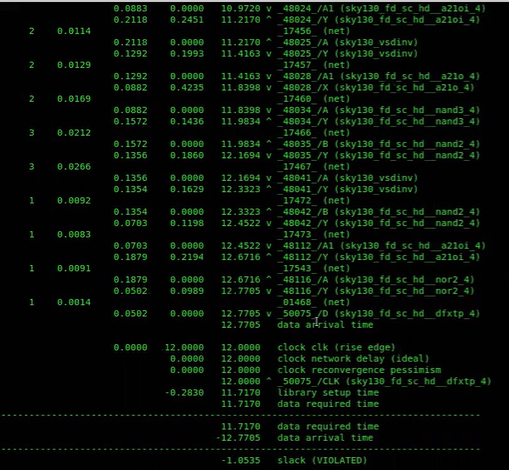 0.0883 0.0000 10.9720 v _48024_/A1 (sky130_fd_sc_hd__a21oi_4)
0.2118 0.2451 11.2170 ^ _48024_/Y (sky130_fd_sc_hd__a21oi_4)
2 0.0114 _17456_ (net)
0.2118 0.0000 11.2170 ^ _48025_/A (sky130_vsdinv)
0.1292 0.1993 11.4163 v _48025_/Y (sky130_vsdinv)
2 0.0129 _17457_ (net)
0.1292 0.0000 11.4163 v _48028_/A1 (sky130_fd_sc_hd__a21o_4)
0.0882 0.4235 11.8398 v _48028_/X (sky130_fd_sc_hd__a21o_4)
2 0.0169 _17460_ (net)
0.0882 0.0000 11.8398 v _48034_/A (sky130_fd_sc_hd__nand3_4)
0.1572 0.1436 11.9834 ^ _48034_/Y (sky130_fd_sc_hd__nand3_4)
3 0.0212 _17466_ (net)
0.1572 0.0000 11.9834 ^ _48035_/B (sky130_fd_sc_hd__nand2_4)
0.1356 0.1860 12.1694 v _48035_/Y (sky130_fd_sc_hd__nand2_4)
3 0.0266 _17467_ (net)
0.1356 0.0000 12.1694 v _48041_/A (sky130_vsdinv)
0.1354 0.1629 12.3323 ^ _48041_/Y (sky130_vsdinv)
1 0.0092 _17472_ (net)
0.1354 0.0000 12.3323 ^ _48042_/B (sky130_fd_sc_hd__nand2_4)
0.0703 0.1198 12.4522 v _48042_/Y (sky130_fd_sc_hd__nand2_4)
1 0.0083 _17473_ (net)
0.0703 0.0000 12.4522 v _48112_/A1 (sky130_fd_sc_hd__a21oi_4)
0.1879 0.2194 12.6716 ^ _48112_/Y (sky130_fd_sc_hd__a21oi_4)
1 0.0091 _17543_ (net)
0.1879 0.0000 12.6716 ^ _48116_/A (sky130_fd_sc_hd__nor2_4)
0.0502 0.0989 12.7705 v _48116_/Y (sky130_fd_sc_hd__nor2_4)
1 0.0014 _01468_ (net)
0.0502 0.0000 12.7705 v _50075_/D (sky130_fd_sc_hd__dfxtp_4)
12.7705 data arrival time
0.0000 12.0000 12.0000 clock clk (rise edge)
0.0000 12.0000 clock network delay (ideal)
0.0000 12.0000 clock reconvergence pessimism
12.0000 ^ _50075_/CLK (sky130_fd_sc_hd__dfxtp_4)
-0.2830 11.7170 library setup time
11.7170 data required time
---------------------------------------------------------------------------------------------
11.7170 data required time
-12.7705 data arrival time
---------------------------------------------------------------------------------------------
-1.0535 slack (VIOLATED)